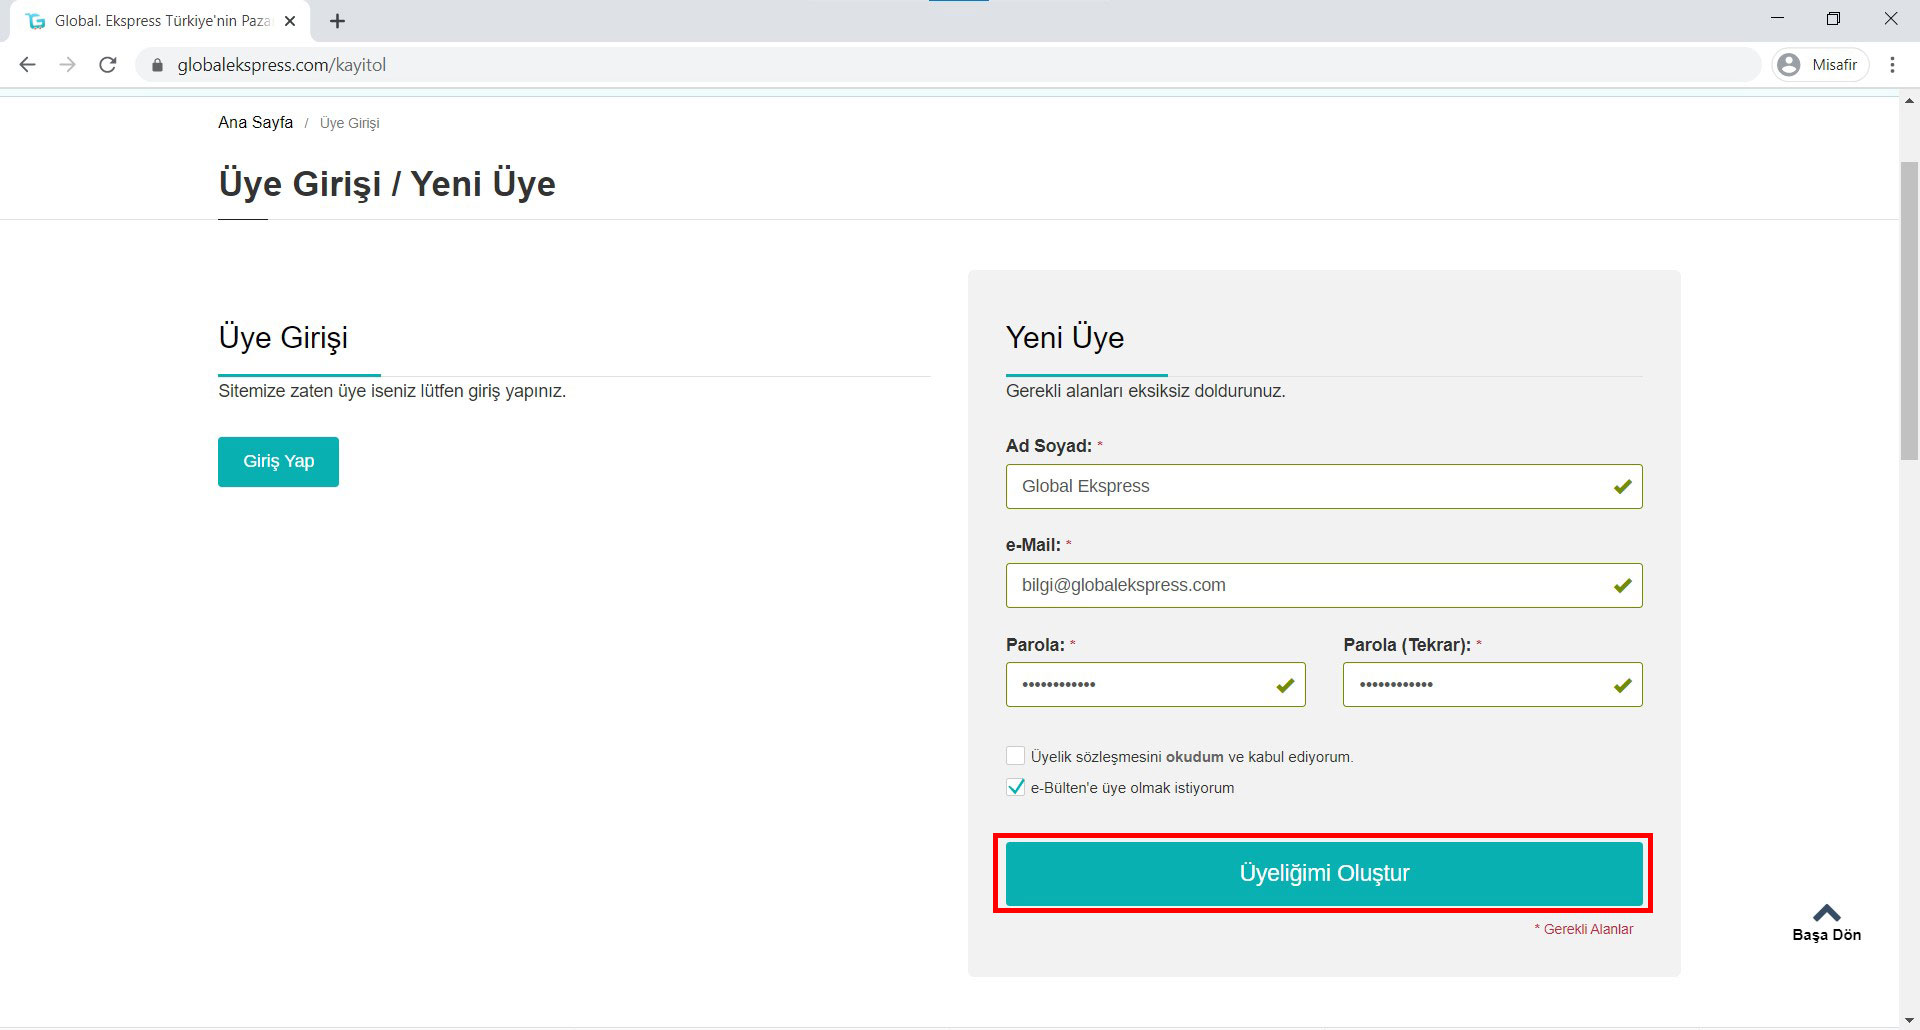 Global. Ekspress Türkiye'nin Paza
globalekspress.com/kayitol
Misafir
Ana Sayfa / Üye Girişi
Üye Girişi / Yeni Üye
Üye Girişi
Sitemize zaten üye iseniz lütfen giriş yapınız.
Giriş Yap
Yeni Üye
Gerekli alanları eksiksiz doldurunuz.
Ad Soyad: *
Global Ekspress
e-Mail: *
bilgi@globalekspress.com
Parola: *
Parola (Tekrar): *
••••••••••••
••••••••••••
Üyelik sözleşmesini okudum ve kabul ediyorum.
e-Bülten'e üye olmak istiyorum
Üyeliğimi Oluştur
* Gerekli Alanlar
Başa Dön